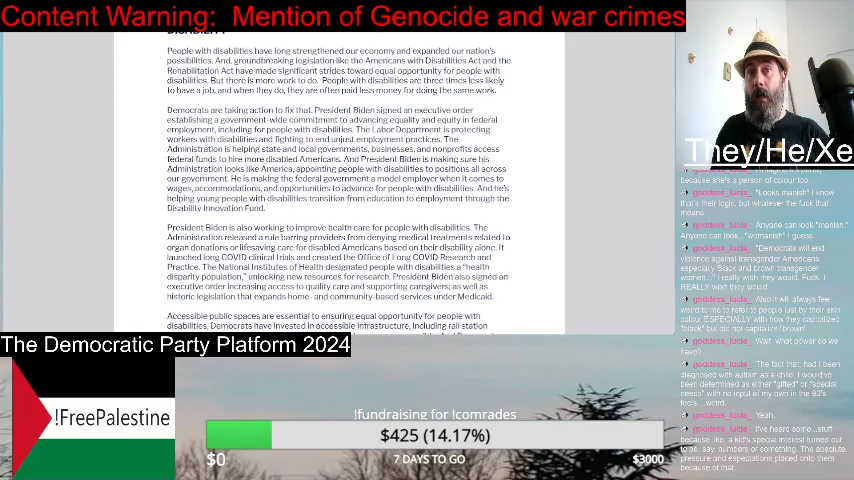 Content Warning: Mention of Genocide and war crimes
DISABILITY
People with disabilities have long strengthened our economy and expanded our nation's
possibilities. And, groundbreaking legislation like the Americans with Disabilities Act and the
Rehabilitation Act have made significant strides toward equal opportunity for people with
disabilities. But there is more work to do. People with disabilities are three times less likely
to have a job, and when they do, they are often paid less money for doing the same work.
Democrats are taking action to fix that. President Biden signed an executive order
establishing a government-wide commitment to advancing equality and equity in federal
employment, including for people with disabilities. The Labor Department is protecting
workers with disabilities and fighting to end unjust employment practices. The
Administration is helping state and local governments, businesses, and nonprofits access
federal funds to hire more disabled Americans. And President Biden is making sure his
Administration looks like America, appointing people with disabilities to positions all across
our government. He is making the federal government a model employer when it comes to
wages, accommodations, and opportunities to advance for people with disabilities. And he's
helping young people with disabilities transition from education to employment through the
Disability Innovation Fund.
President Biden is also working to improve health care for people with disabilities. The
Administration released a rule barring providers from denying medical treatments related to
organ donations or lifesaving care for disabled Americans based on their disability alone. It
launched long COVID clinical trials and created the Office of Long COVID Research and
Practice. The National Institutes of Health designated people with disabilities a "health
disparity population," unlocking new resources for research. President Biden also signed an
executive order increasing access to quality care and supporting caregivers; as well as
historic legislation that expands home- and community-based services under Medicaid.
Accessible public spaces are essential to ensuring equal opportunity for people with
disabilities. Democrats have invested in accessible infrastructure, including rail station
They/He/Xe
because she's a person of colour too.
goddess_lucia_ "Looks manish" I know
that's their logic, but whatever the fuck that
means
goddess_lucia_ Anyone can look "manish."
Anyone can look.. "womanish" I guess
goddess_lucia_ "Democrats will end
violence against transgender Americans,
especially Black and brown transgender
women..." I really wish they would. Fuck. I
REALLY wish they would
goddess_lucia_ Also it will always feel
weird to me to refer to people just by their skin
colour ESPECIALLY with how they capitalized
"black" but did not capitalize "brown"
goddess_lucia_ Wait, what power do we
have?
goddess_lucia_ The fact that, had I been
diagnosed with autism as a child, I would've
been determined as either "gifted" or "special
needs" with no input of my own in the 90's
feels....weird.
goddess_lucia_ Yeah.
goddess_lucia_ I've heard some...stuff
because like, a kid's special interest turned out
to be, say, numbers or something. The absolute
pressure and expectations placed onto them
because of that.
The Democratic Party Platform 2024
!FreePalestine
!fundraising for !comrades
$425 (14.17%)
$0
7 DAYS TO GO
$3000